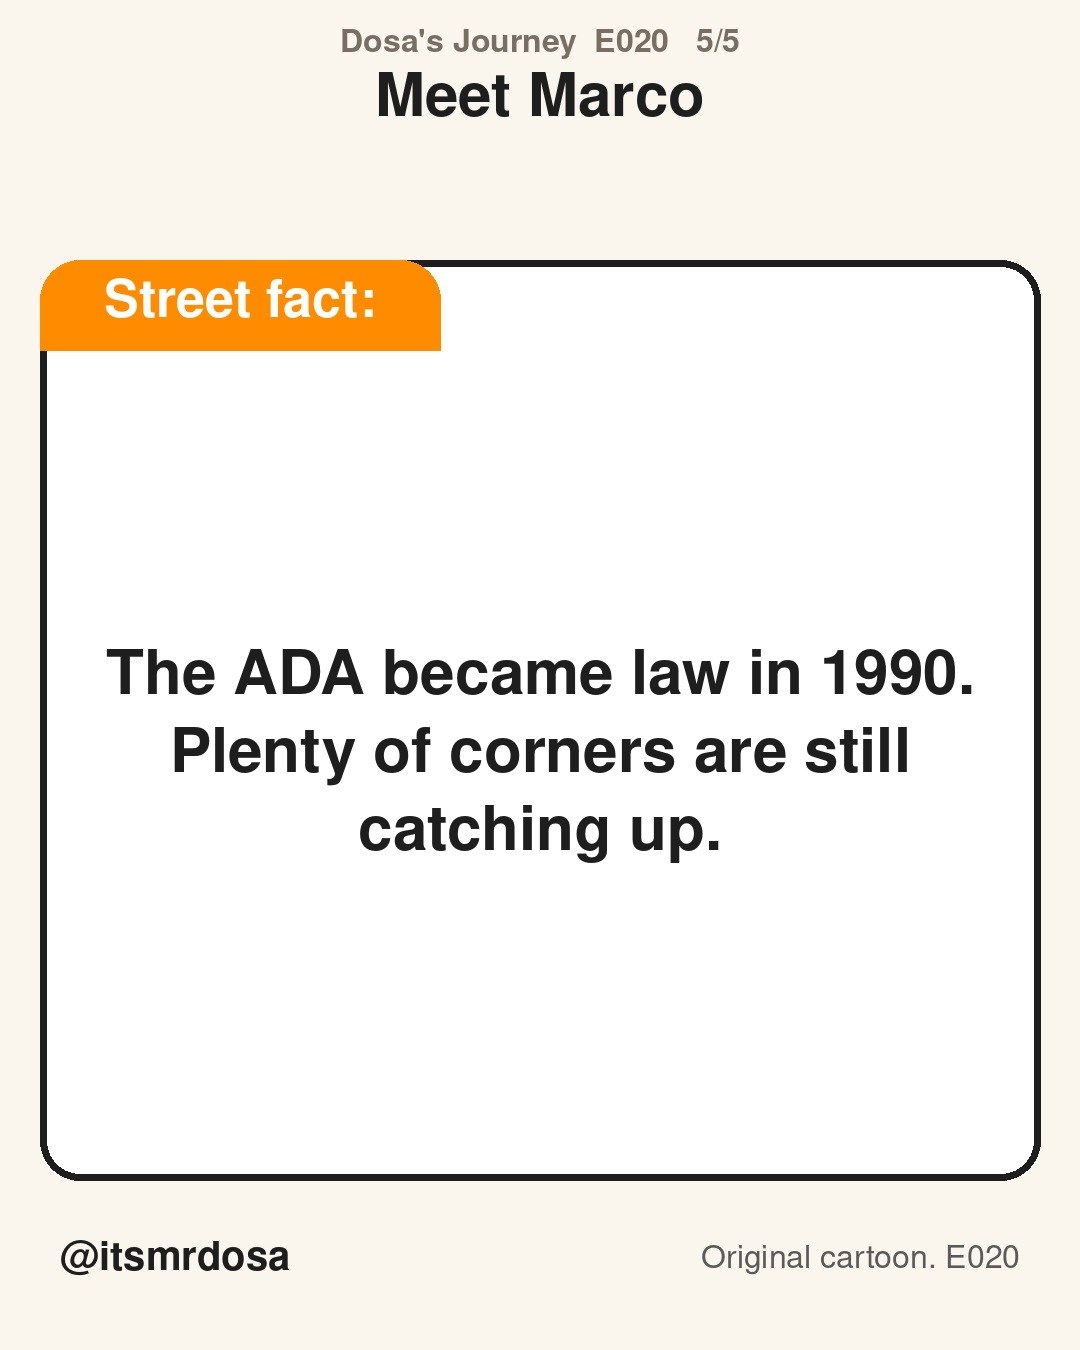 Dosa's Journey E020 5/5
Meet Marco
Street fact:
The ADA became law in 1990.
Plenty of corners are still
catching up.
@itsmrdosa
Original cartoon. E020